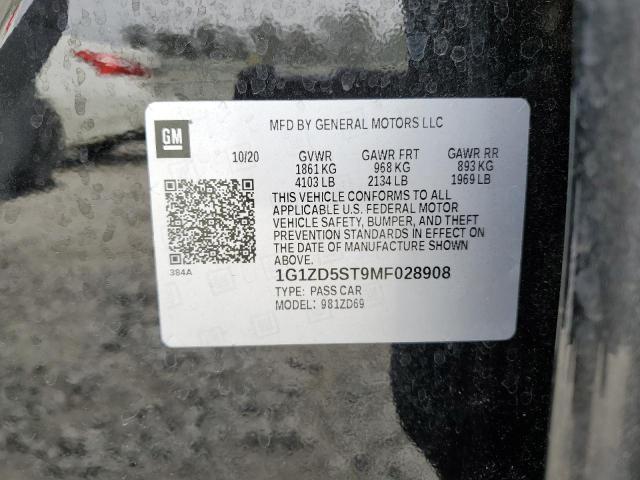 GM
MFD BY GENERAL MOTORS LLC
10/20 GVWR GAWR FRT GAWR RR
1861 KG 968 KG 893 KG
4103 LB 2134 LB 1969 LB
THIS VEHICLE CONFORMS TO ALL
APPLICABLE U.S. FEDERAL MOTOR
VEHICLE SAFETY, BUMPER, AND THEFT
PREVENTION STANDARDS IN EFFECT ON
THE DATE OF MANUFACTURE SHOWN
ABOVE.
384A
1G1ZD5ST9MF028908
TYPE: PASS CAR
MODEL: 981ZD69